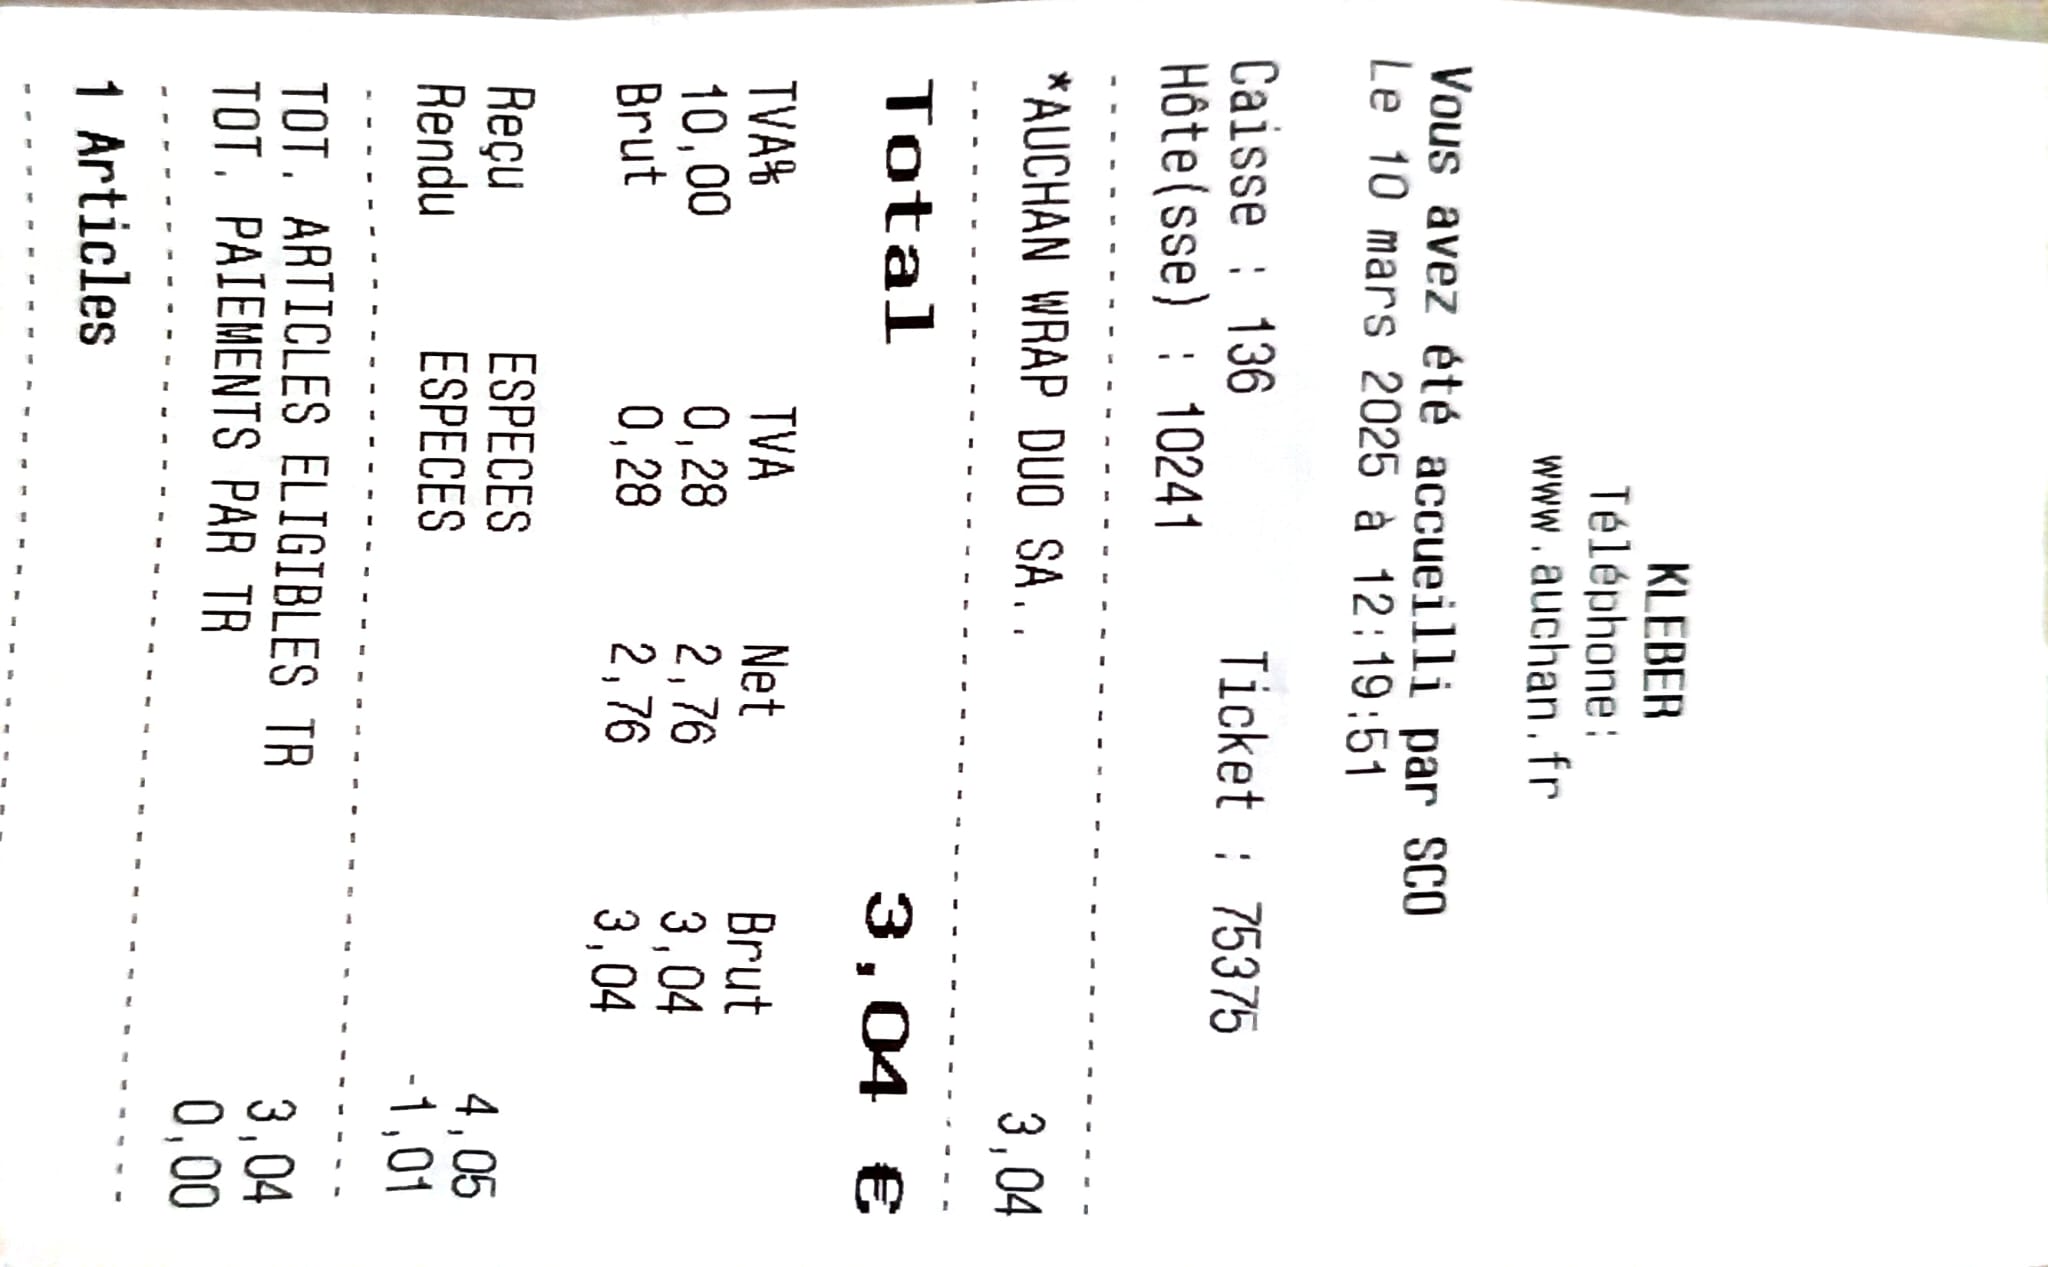 KLEBER
Téléphone:
www.auchan.fr
Vous avez été accueilli par SCO
Le 10 mars 2025 à 12:19:51
Caisse : 136 Ticket : 75375
Hôte(sse) : 10241
*AUCHAN WRAP DUO SA.. 3,04
Total 3,04 €
TVA% TVA Net Brut
10,00 0,28 2,76 3,04
Brut 0,28 2,76 3,04
Reçu ESPECES 4,05
Rendu ESPECES -1,01
TOT. ARTICLES ELIGIBLES TR 3,04
TOT. PAIEMENTS PAR TR 0,00
1 Articles